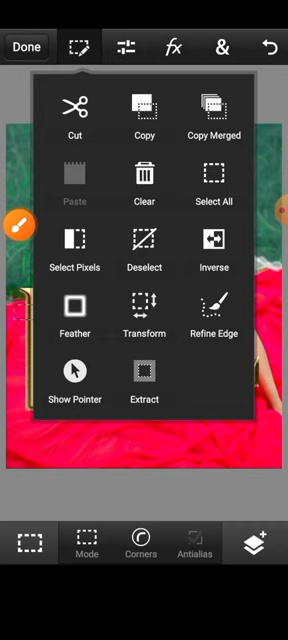 Done fx &
Cut Copy Copy Merged
Paste Clear Select All
Select Pixels Deselect Inverse
Feather Transform Refine Edge
Show Pointer Extract
Mode Corners Antialias